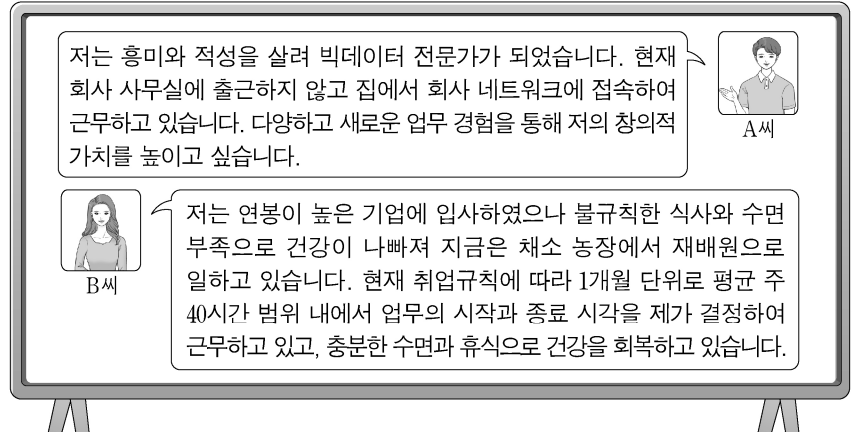 저는 흥미와 적성을 살려 빅데이터 전문가가 되었습니다. 현재
회사 사무실에 출근하지 않고 집에서 회사 네트워크에 접속하여
근무하고 있습니다. 다양하고 새로운 업무 경험을 통해 저의 창의적
가치를 높이고 싶습니다.
A씨
저는 연봉이 높은 기업에 입사하였으나 불규칙한 식사와 수면
부족으로 건강이 나빠져 지금은 채소 농장에서 재배원으로
일하고 있습니다. 현재 취업규칙에 따라 1개월 단위로 평균 주
40시간 범위 내에서 업무의 시작과 종료 시각을 제가 결정하여
근무하고 있고, 충분한 수면과 휴식으로 건강을 회복하고 있습니다.
B씨